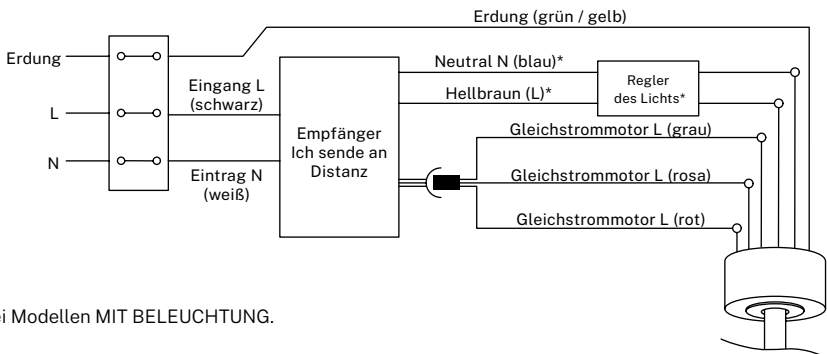 Erdung (grün / gelb)
Erdung
L
N
Eingang L
(schwarz)
Eintrag N
(weiß)
Empfänger
Ich sende an
Distanz
Neutral N (blau)*
Hellbraun (L)*
Regler
des Lichts*
Gleichstrommotor L (grau)
Gleichstrommotor L (rosa)
Gleichstrommotor L (rot)
Modellen MIT BELEUCHTUNG.